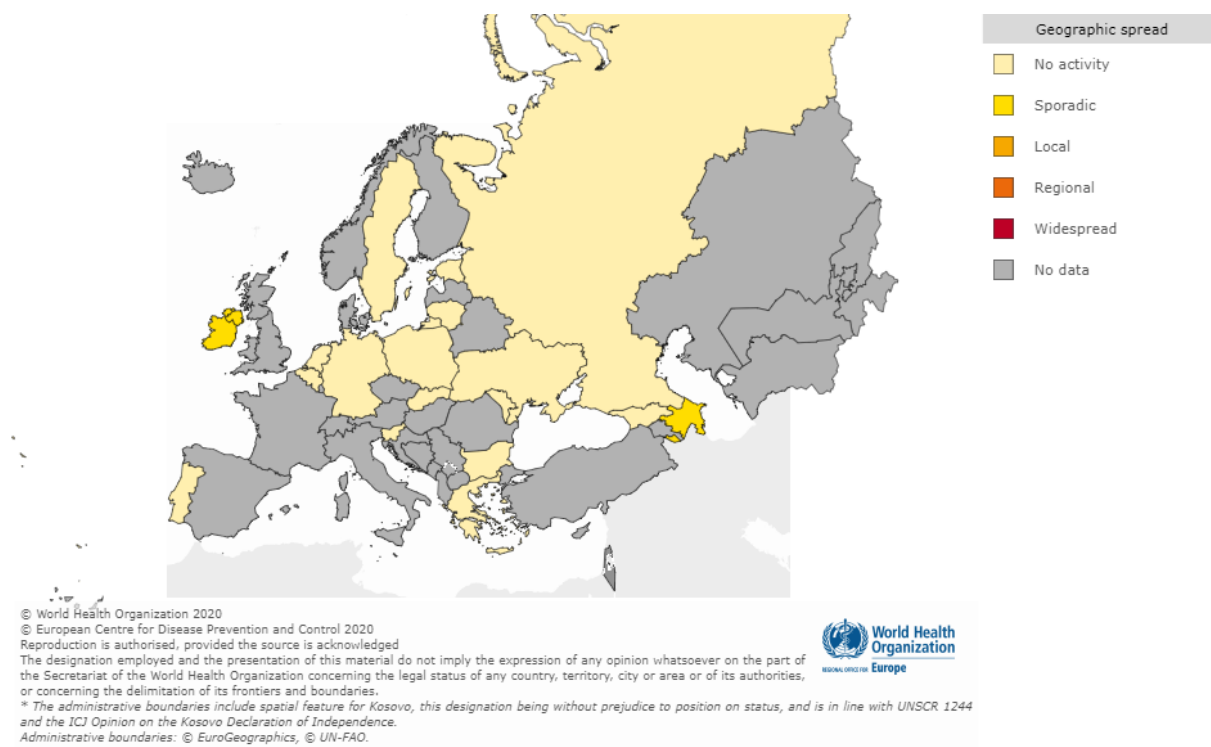 Geographic spread
No activity
Sporadic
Local
Regional
Widespread
No data
© World Health Organization 2020
© European Centre for Disease Prevention and Control 2020
Reproduction is authorised, provided the source is acknowledged
The designation employed and the presentation of this material do not imply the expression of any opinion whatsoever on the part of
the Secretariat of the World Health Organization concerning the legal status of any country, territory, city or area or of its authorities,
or concerning the delimitation of its frontiers and boundaries.
* The administrative boundaries include spatial feature for Kosovo, this designation being without prejudice to position on status, and is in line with UNSCR 1244
and the ICJ Opinion on the Kosovo Declaration of Independence.
Administrative boundaries: © EuroGeographics, © UN-FAO.
World Health
Organization
REGIONAL OFFICE FOR Europe